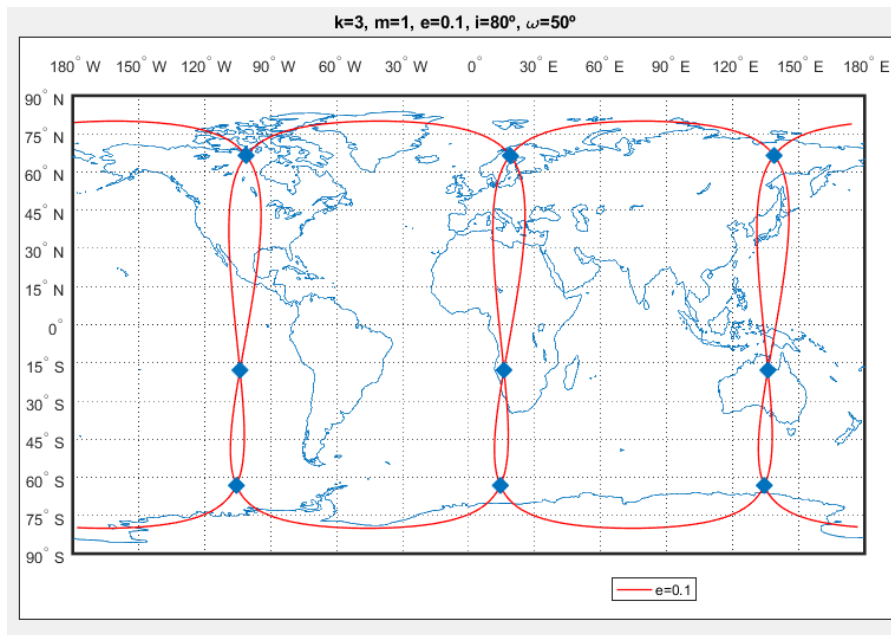 k=3, m=1, e=0.1, i=80º, ω=50º
180° W 150° W 120° W 90° W 60° W 30° W 0° 30° E 60° E 90° E 120° E 150° E 180° E
90° N
75° N
60° N
45° N
30° N
15° N
0°
15° S
30° S
45° S
60° S
75° S
90° S
e=0.1